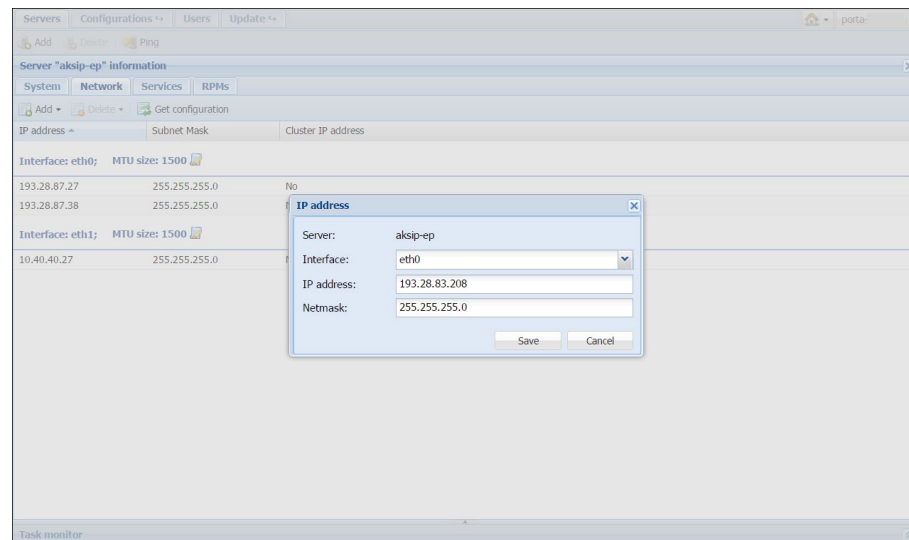 Servers Configurations Users Update porta-
Add Delete Ping
Server "aksip-ep" information
System Network Services RPMs
Add Delete Get configuration
IP address Subnet Mask Cluster IP address
Interface: eth0; MTU size: 1500
193.28.87.27 255.255.255.0 No
193.28.87.38 255.255.255.0
Interface: eth1; MTU size: 1500
10.40.40.27 255.255.255.0
IP address
Server: aksip-ep
Interface: eth0
IP address: 193.28.83.208
Netmask: 255.255.255.0
Save Cancel
Task monitor